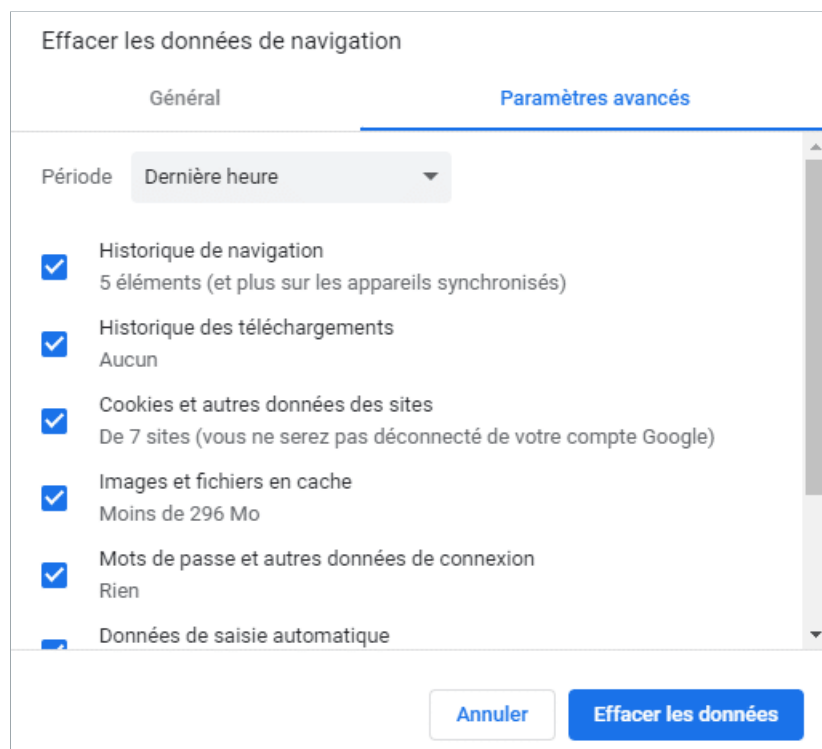 Effacer les données de navigation
Général
Paramètres avancés
Période
Dernière heure
Historique de navigation
5 éléments (et plus sur les appareils synchronisés)
Historique des téléchargements
Aucun
Cookies et autres données des sites
De 7 sites (vous ne serez pas déconnecté de votre compte Google)
Images et fichiers en cache
Moins de 296 Mo
Mots de passe et autres données de connexion
Rien
Données de saisie automatique
Annuler
Effacer les données